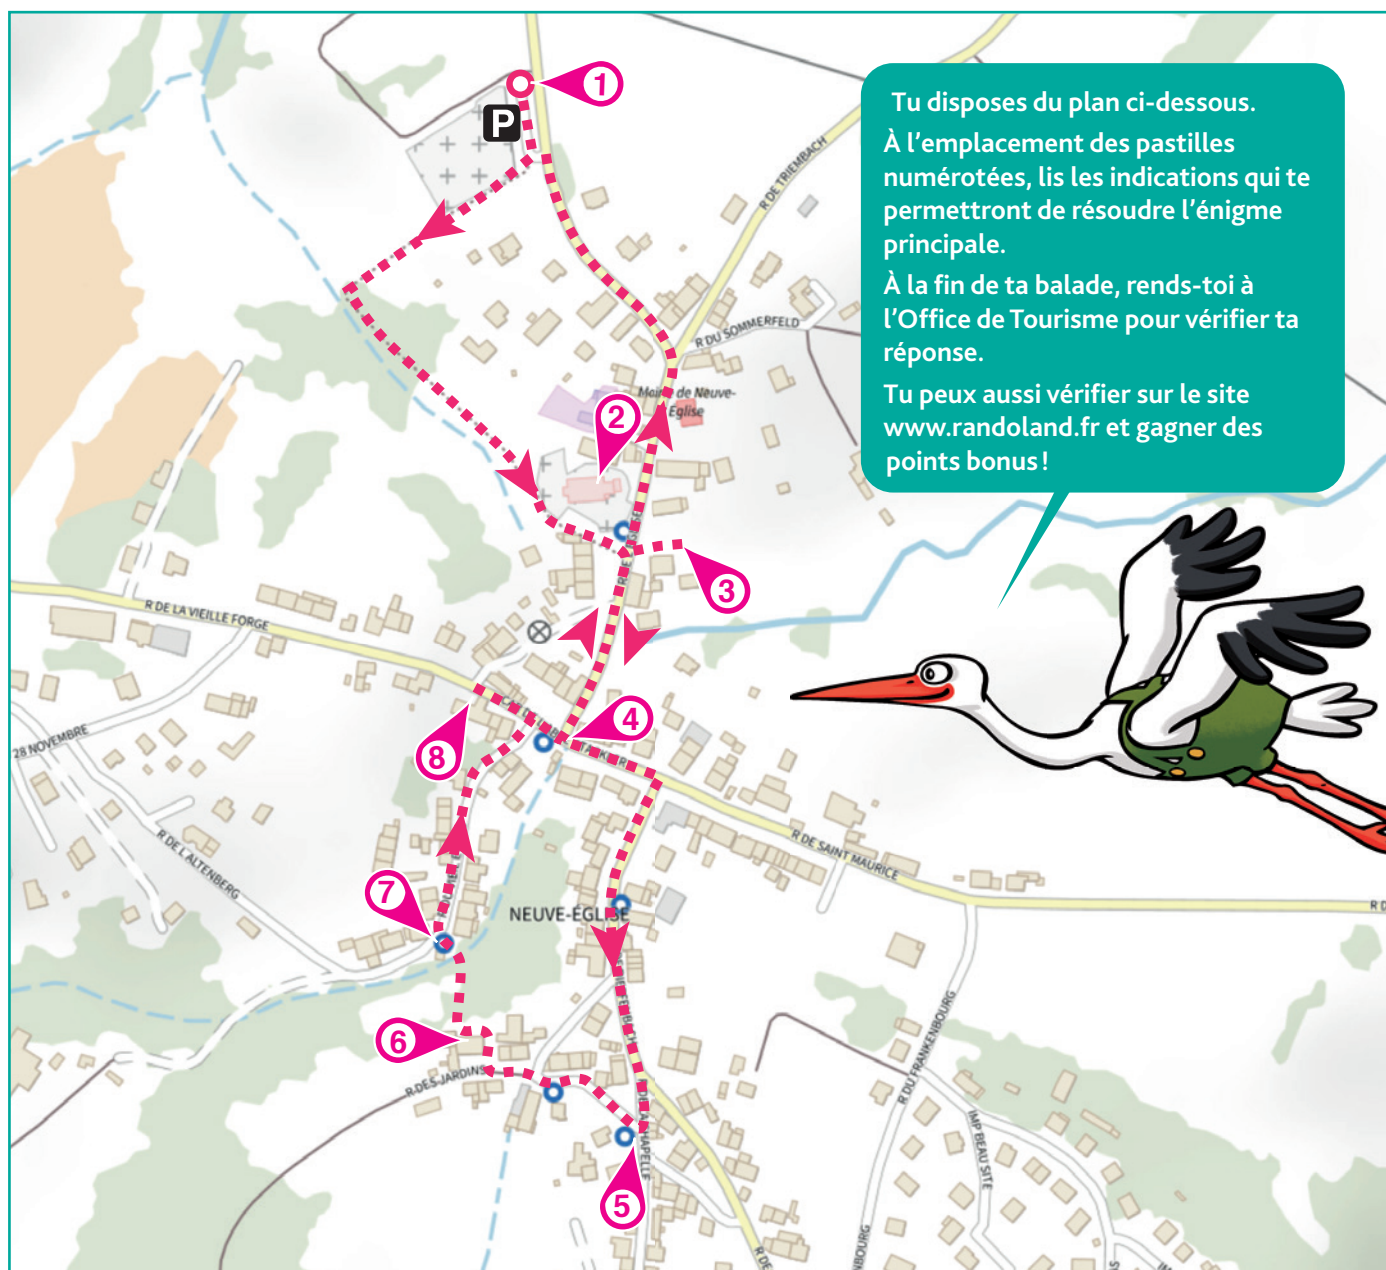 1
P
Tu disposes du plan ci-dessous.
À l’emplacement des pastilles
numérotées, lis les indications qui te
permettront de résoudre l’énigme
principale.
À la fin de ta balade, rends-toi à
l’Office de Tourisme pour vérifier ta
réponse.
Tu peux aussi vérifier sur le site
www.randoland.fr et gagner des
points bonus !
R DE TRIEMBACH
R DU SOMMERFELD
Mairie de Neuve-
Eglise
2
3
R DE LA VIEILLE FORGE
4
28 NOVEMBRE
8
R DE L'ALTENBERG
R DE SAINT MAURICE
7
NEUVE-ÉGLISE
R D
6
R DES JARDINS
R DU FRANKENBOURG
IMP BEAU SITE
CHAPELLE
5
R DE
ENBOURG